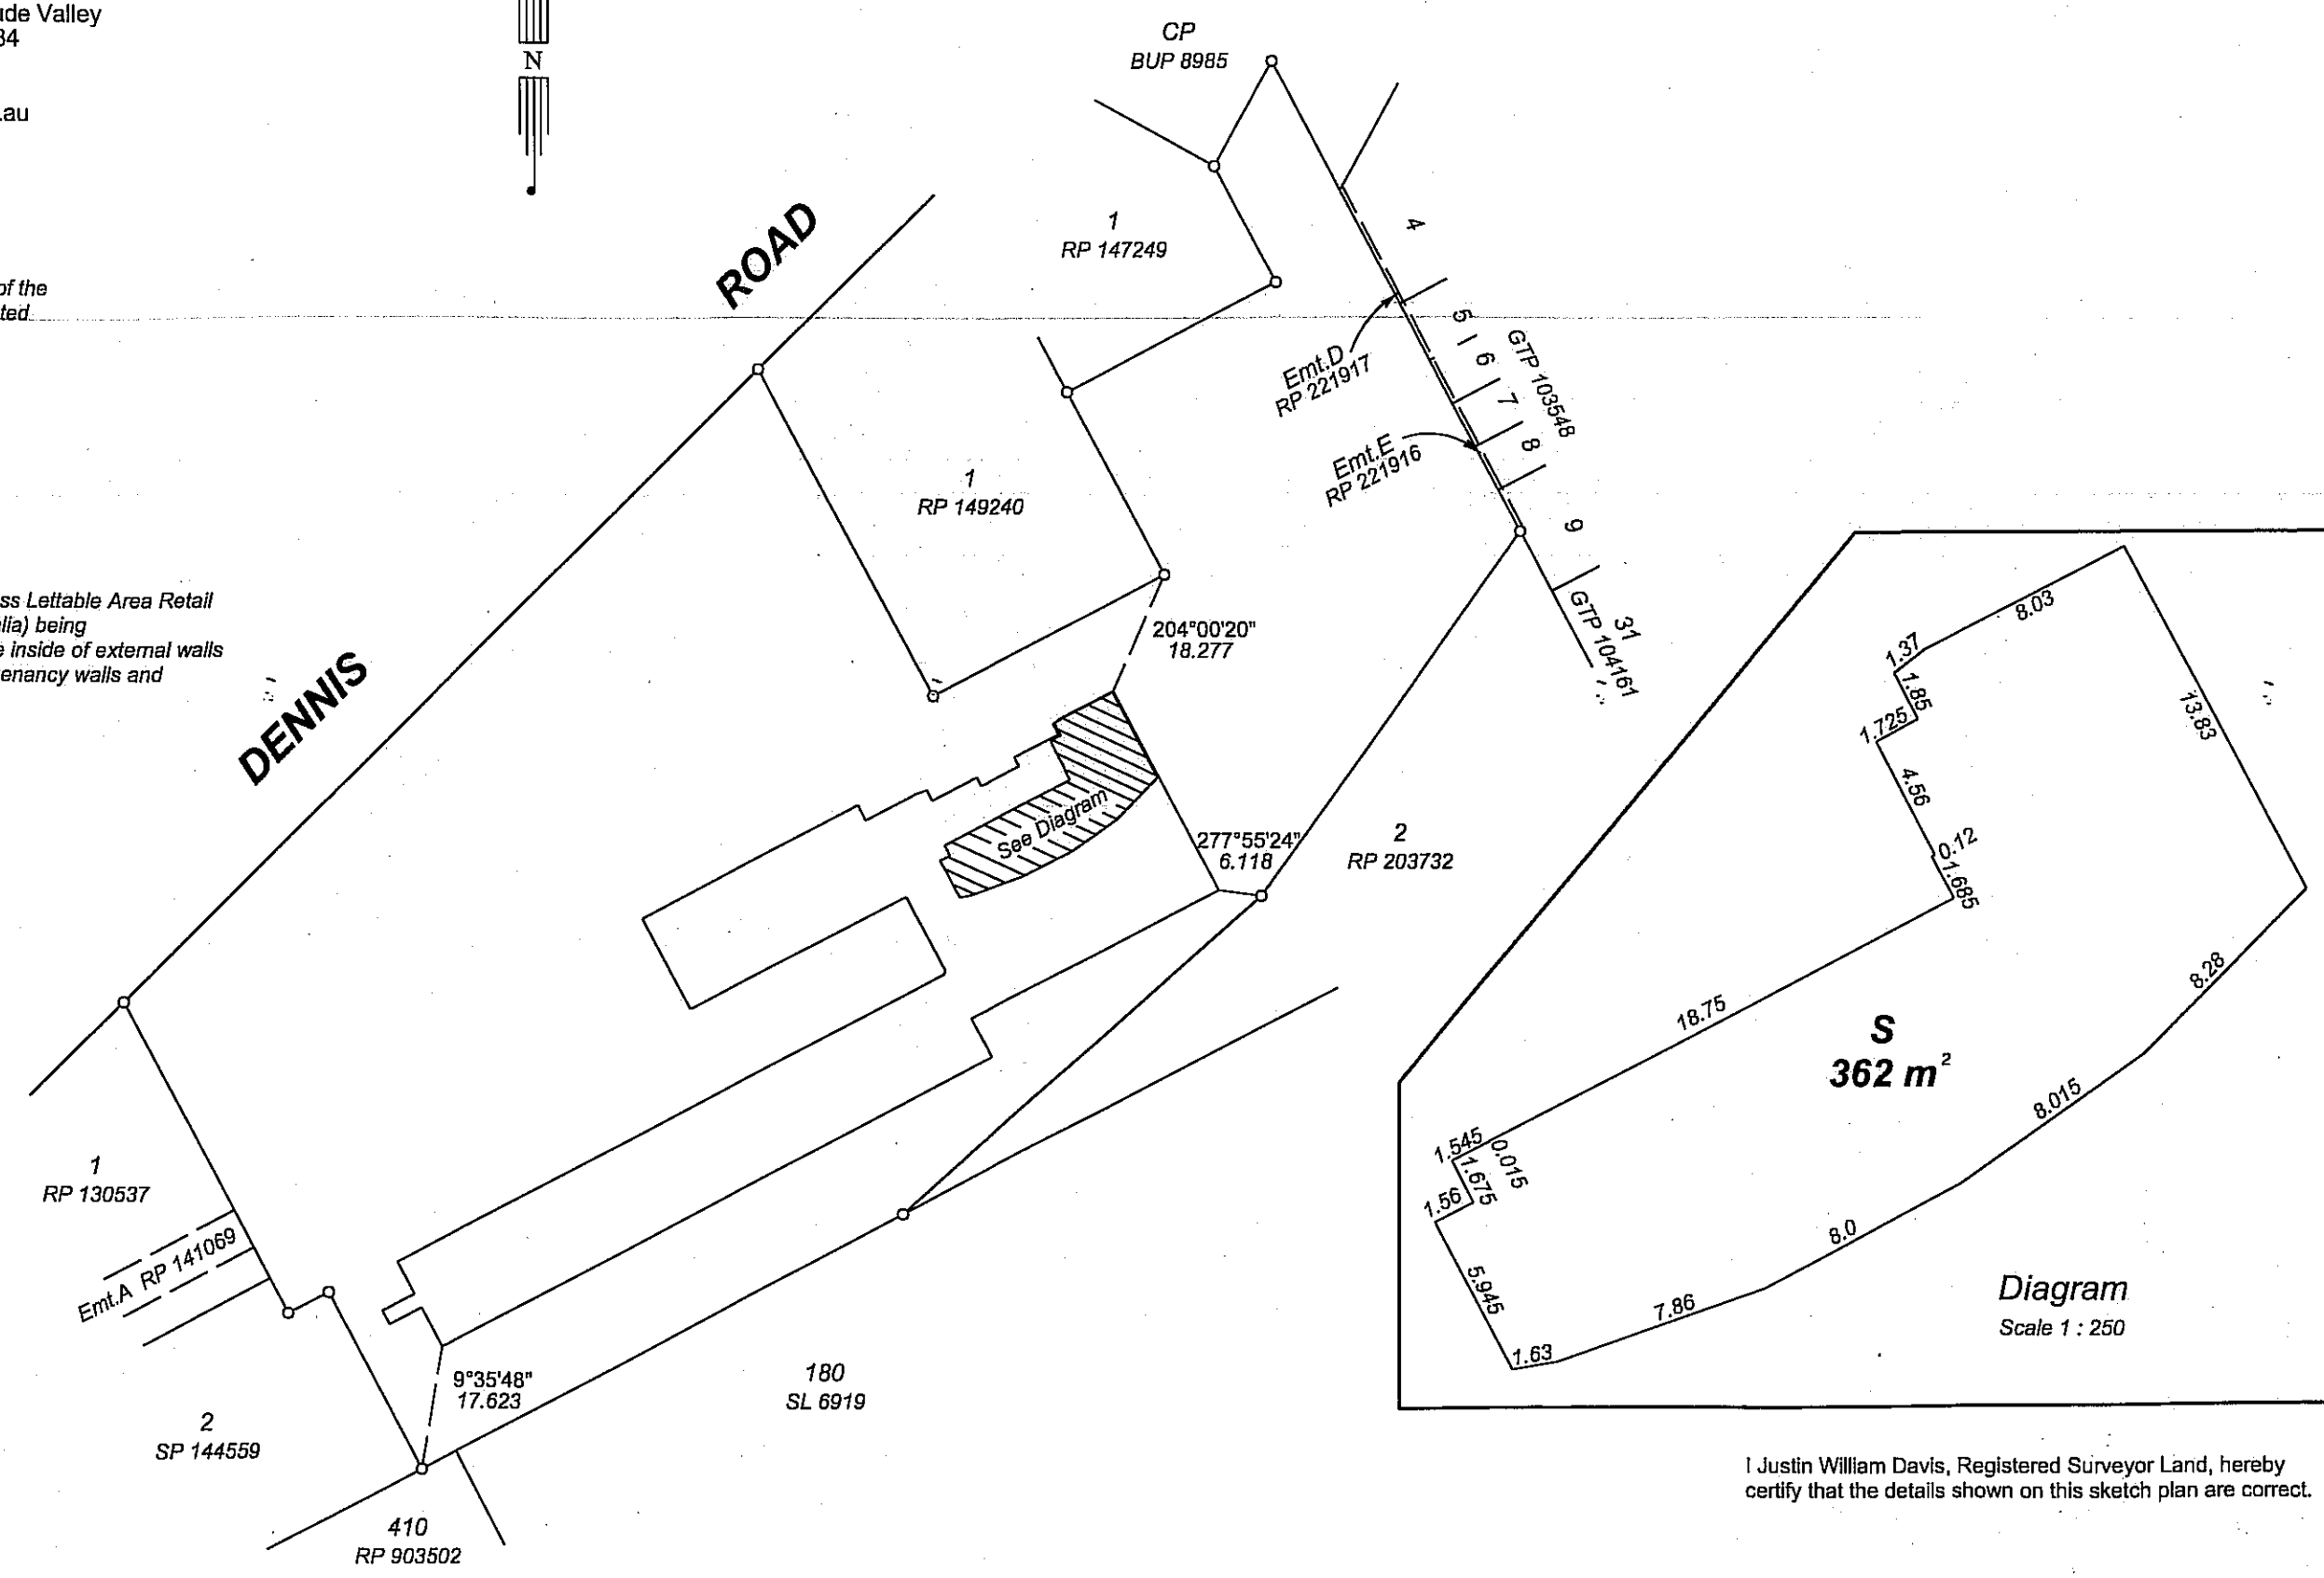 ude Valley
34
.au
of the
ted
ss Lettable Area Retail
lia) being
e inside of external walls
enancy walls and
N
CP
BUP 8985
ROAD
DENNIS
1
RP 147249
4
5
6
7
8
9
GTP 103548
31
GTP 104161
Emt.D
RP 221917
Emt.E
RP 221916
1
RP 149240
204°00'20"
18.277
See Diagram
277°55'24"
6.118
2
RP 203732
1
RP 130537
Emt.A RP 141069
9°35'48"
17.623
2
SP 144559
180
SL 6919
410
RP 903502
8.03
1.37
1.85
1.725
13.83
4.56
0.12
1.685
18.75
8.28
S
362 m²
8.015
1.545
0.015
1.675
1.56
8.0
5.945
7.86
1.63
Diagram
Scale 1 : 250
I Justin William Davis, Registered Surveyor Land, hereby
certify that the details shown on this sketch plan are correct.